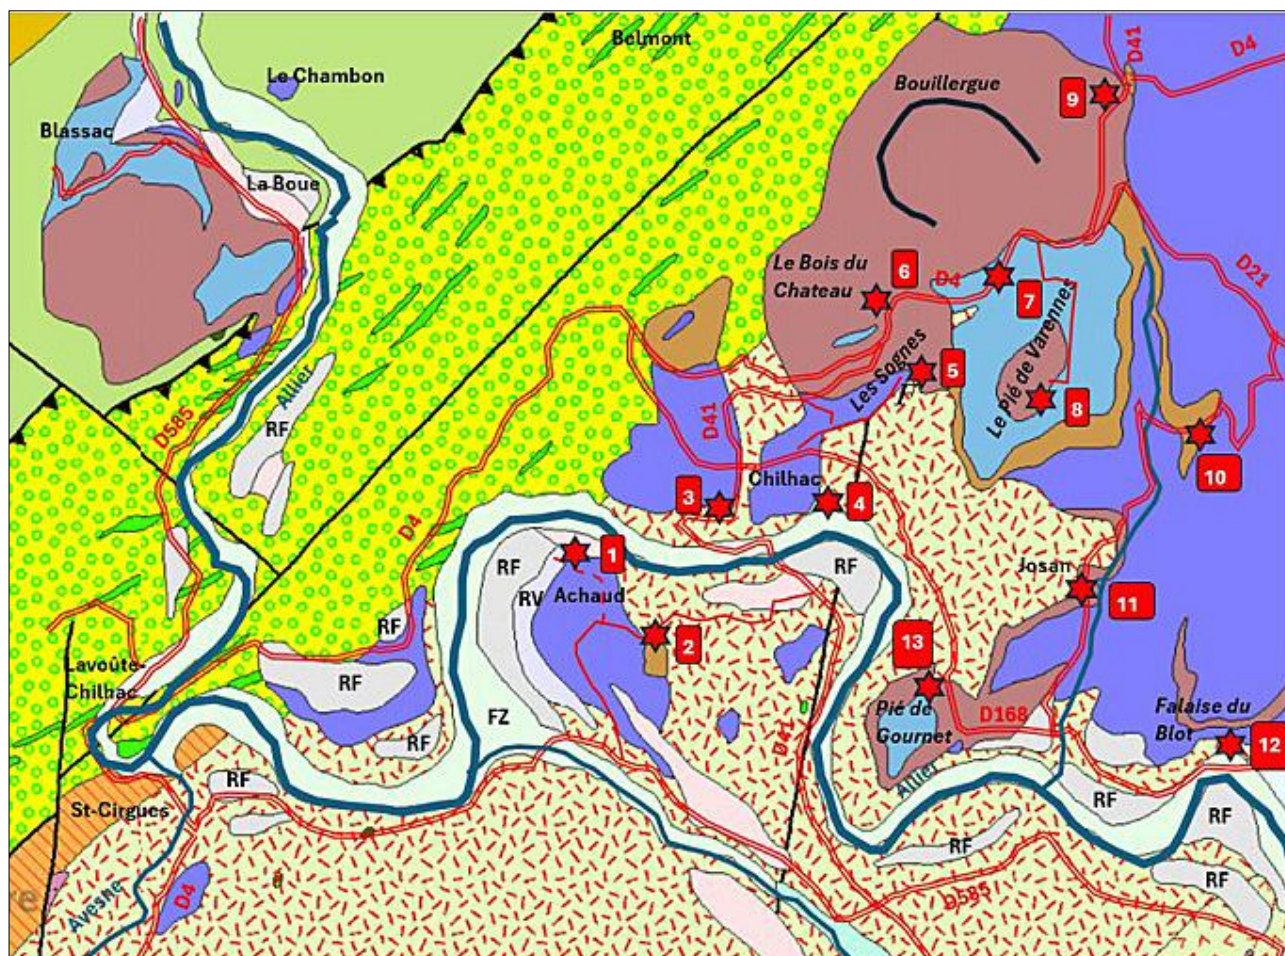 Belmont
D41
D4
Le Chambon
Bouillergue
9
Blassac
La Boue
Le Bois du
Chateau
6
D4
7
D21
Le Pié de Varennes
Les Sognes
5
8
Allier
RF
D585
D41
10
3
Chilhac
4
D4
RF
1
RF
Josan
RV
Achaud
11
RF
2
13
Lavoûte-
Chilhac
RF
FZ
Pié de
Gournet
D168
Falaise du
Blot
12
RF
D41
Allier
RF
St-Cirgues
RF
RF
RF
RF
Avesne
D4
D585
re